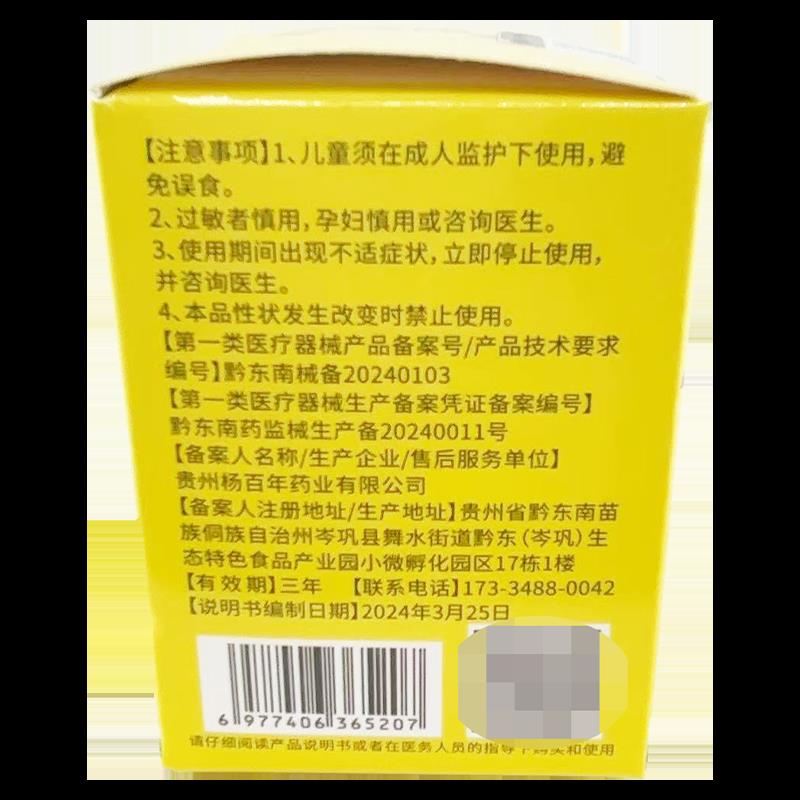 【注意事项】1、儿童须在成人监护下使用，避
免误食。
2、过敏者慎用，孕妇慎用或咨询医生。
3、使用期间出现不适症状，立即停止使用，
并咨询医生。
4、本品性状发生改变时禁止使用。
【第一类医疗器械产品备案号/产品技术要求
编号】黔东南械备20240103
【第一类医疗器械生产备案凭证备案编号】
黔东南药监械生产备20240011号
【备案人名称/生产企业/售后服务单位】
贵州杨百年药业有限公司
【备案人注册地址/生产地址】贵州省黔东南苗
族侗族自治州岑巩县舞水街道黔东（岑巩）生
态特色食品产业园小微孵化园区17栋1楼
【有效期】三年 【联系电话】173-3488-0042
【说明书编制日期】2024年3月25日
6 977406 365207
请仔细阅读产品说明书或者在医务人员的指导下购买和使用